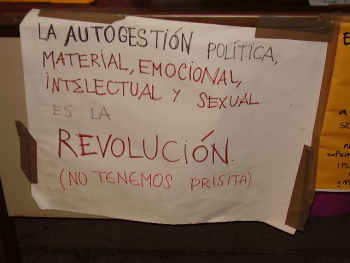 LA AUTOGESTIÓN POLÍTICA,
MATERIAL, EMOCIONAL,
INTELECTUAL Y SEXUAL
ES LA
REVOLUCIÓN.
(NO TENEMOS PRISITA)